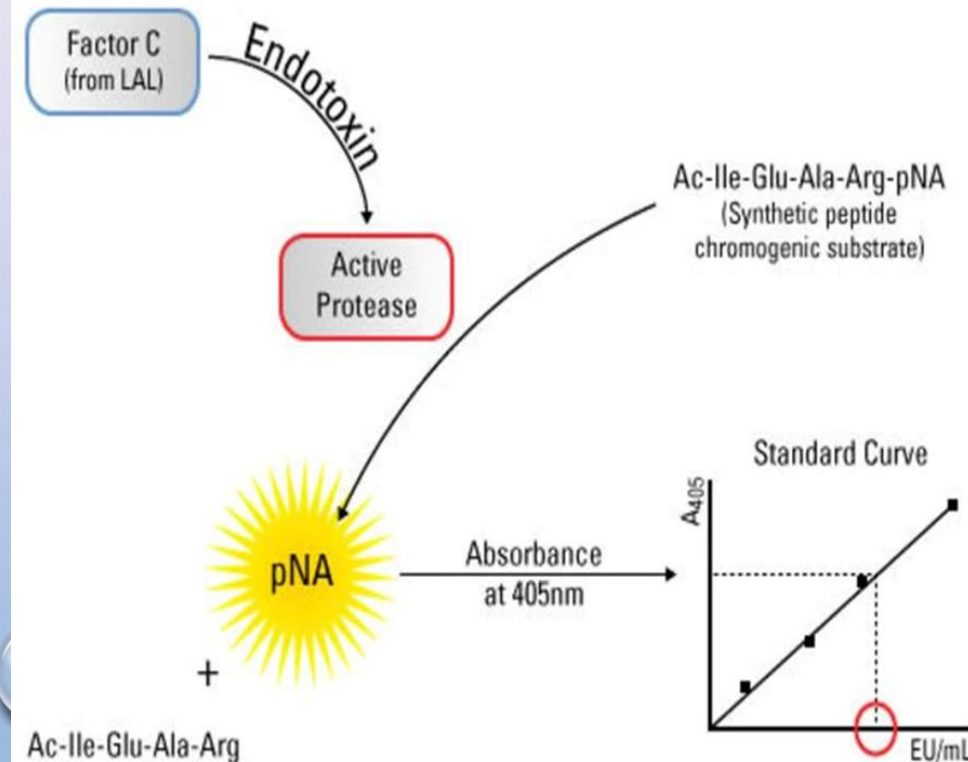 Factor C
(from LAL)
Endotoxin
Active
Protease
Ac-Ile-Glu-Ala-Arg-pNA
(Synthetic peptide
chromogenic substrate)
pNA
+
Ac-Ile-Glu-Ala-Arg
Absorbance
at 405nm
Standard Curve
A405
EU/mL